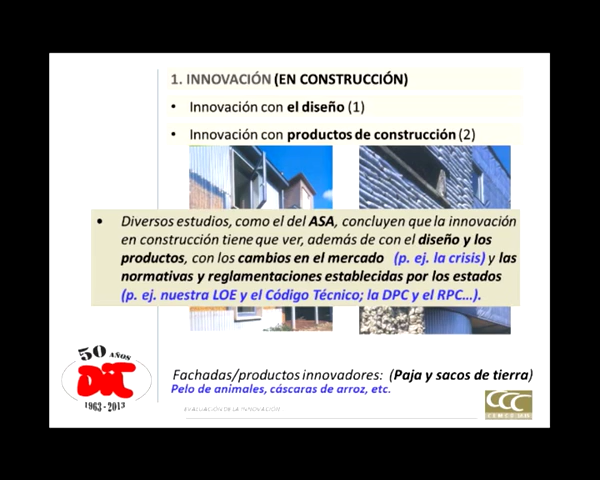 1. INNOVACIÓN (EN CONSTRUCCIÓN)
• Innovación con el diseño (1)
• Innovación con productos de construcción (2)
• Diversos estudios, como el del ASA, concluyen que la innovación
en construcción tiene que ver, además de con el diseño y los
productos, con los cambios en el mercado (p. ej. la crisis) y las
normativas y reglamentaciones establecidas por los estados
(p. ej. nuestra LOE y el Código Técnico; la DPC y el RPC...).
Fachadas/productos innovadores: (Paja y sacos de tierra)
Pelo de animales, cáscaras de arroz, etc.
50 AÑOS
DIT
1963 - 2013
EVALUACIÓN DE LA INNOVACIÓN
CCC